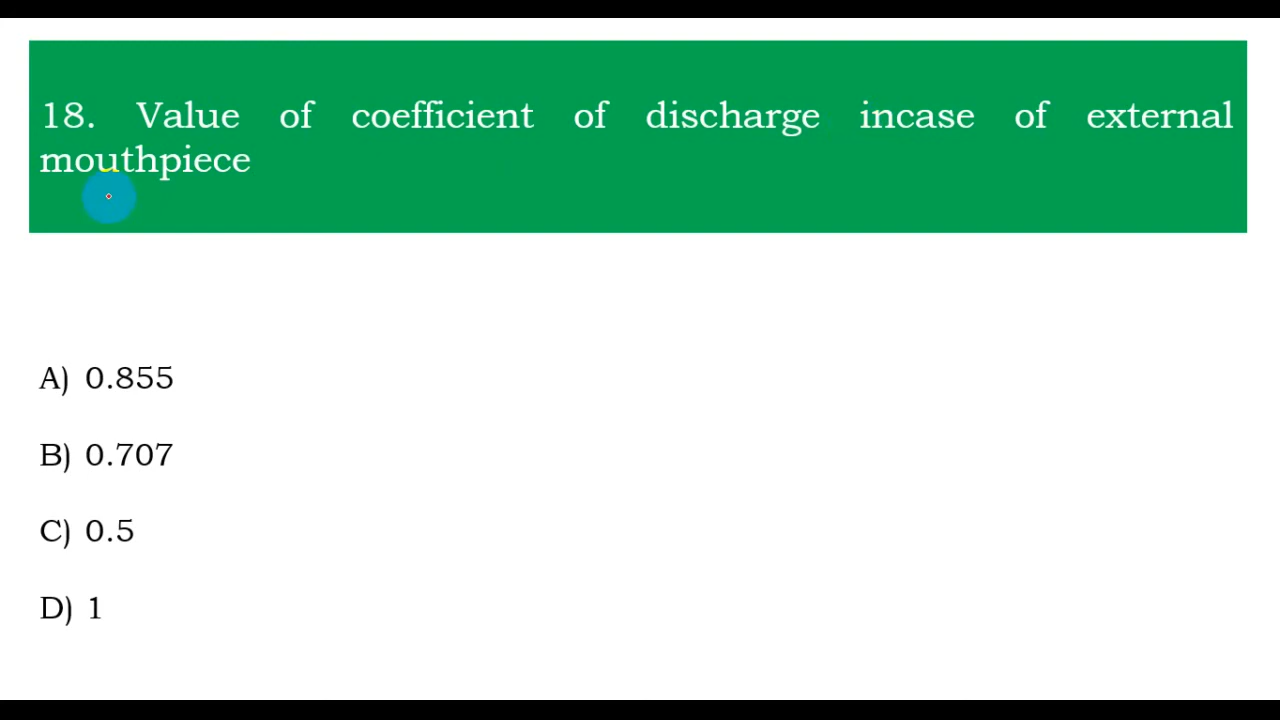 18. Value of coefficient of discharge incase of external
mouthpiece
A) 0.855
B) 0.707
C) 0.5
D) 1